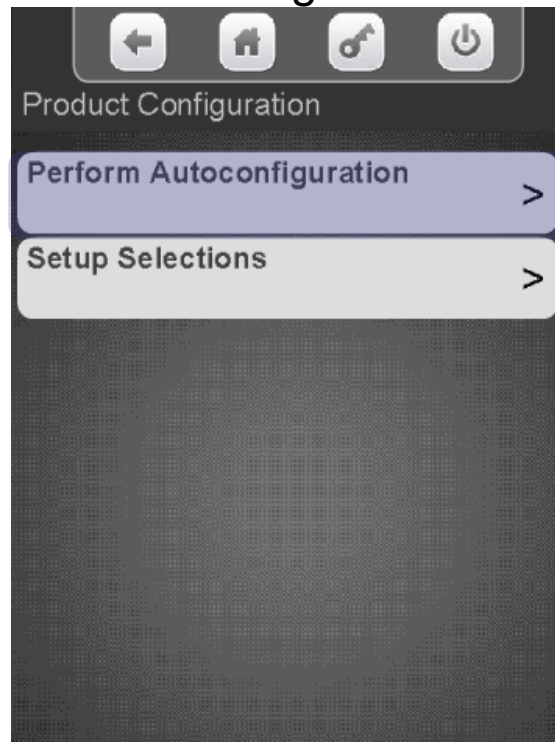 Product Configuration
Perform Autoconfiguration
>
Setup Selections
>